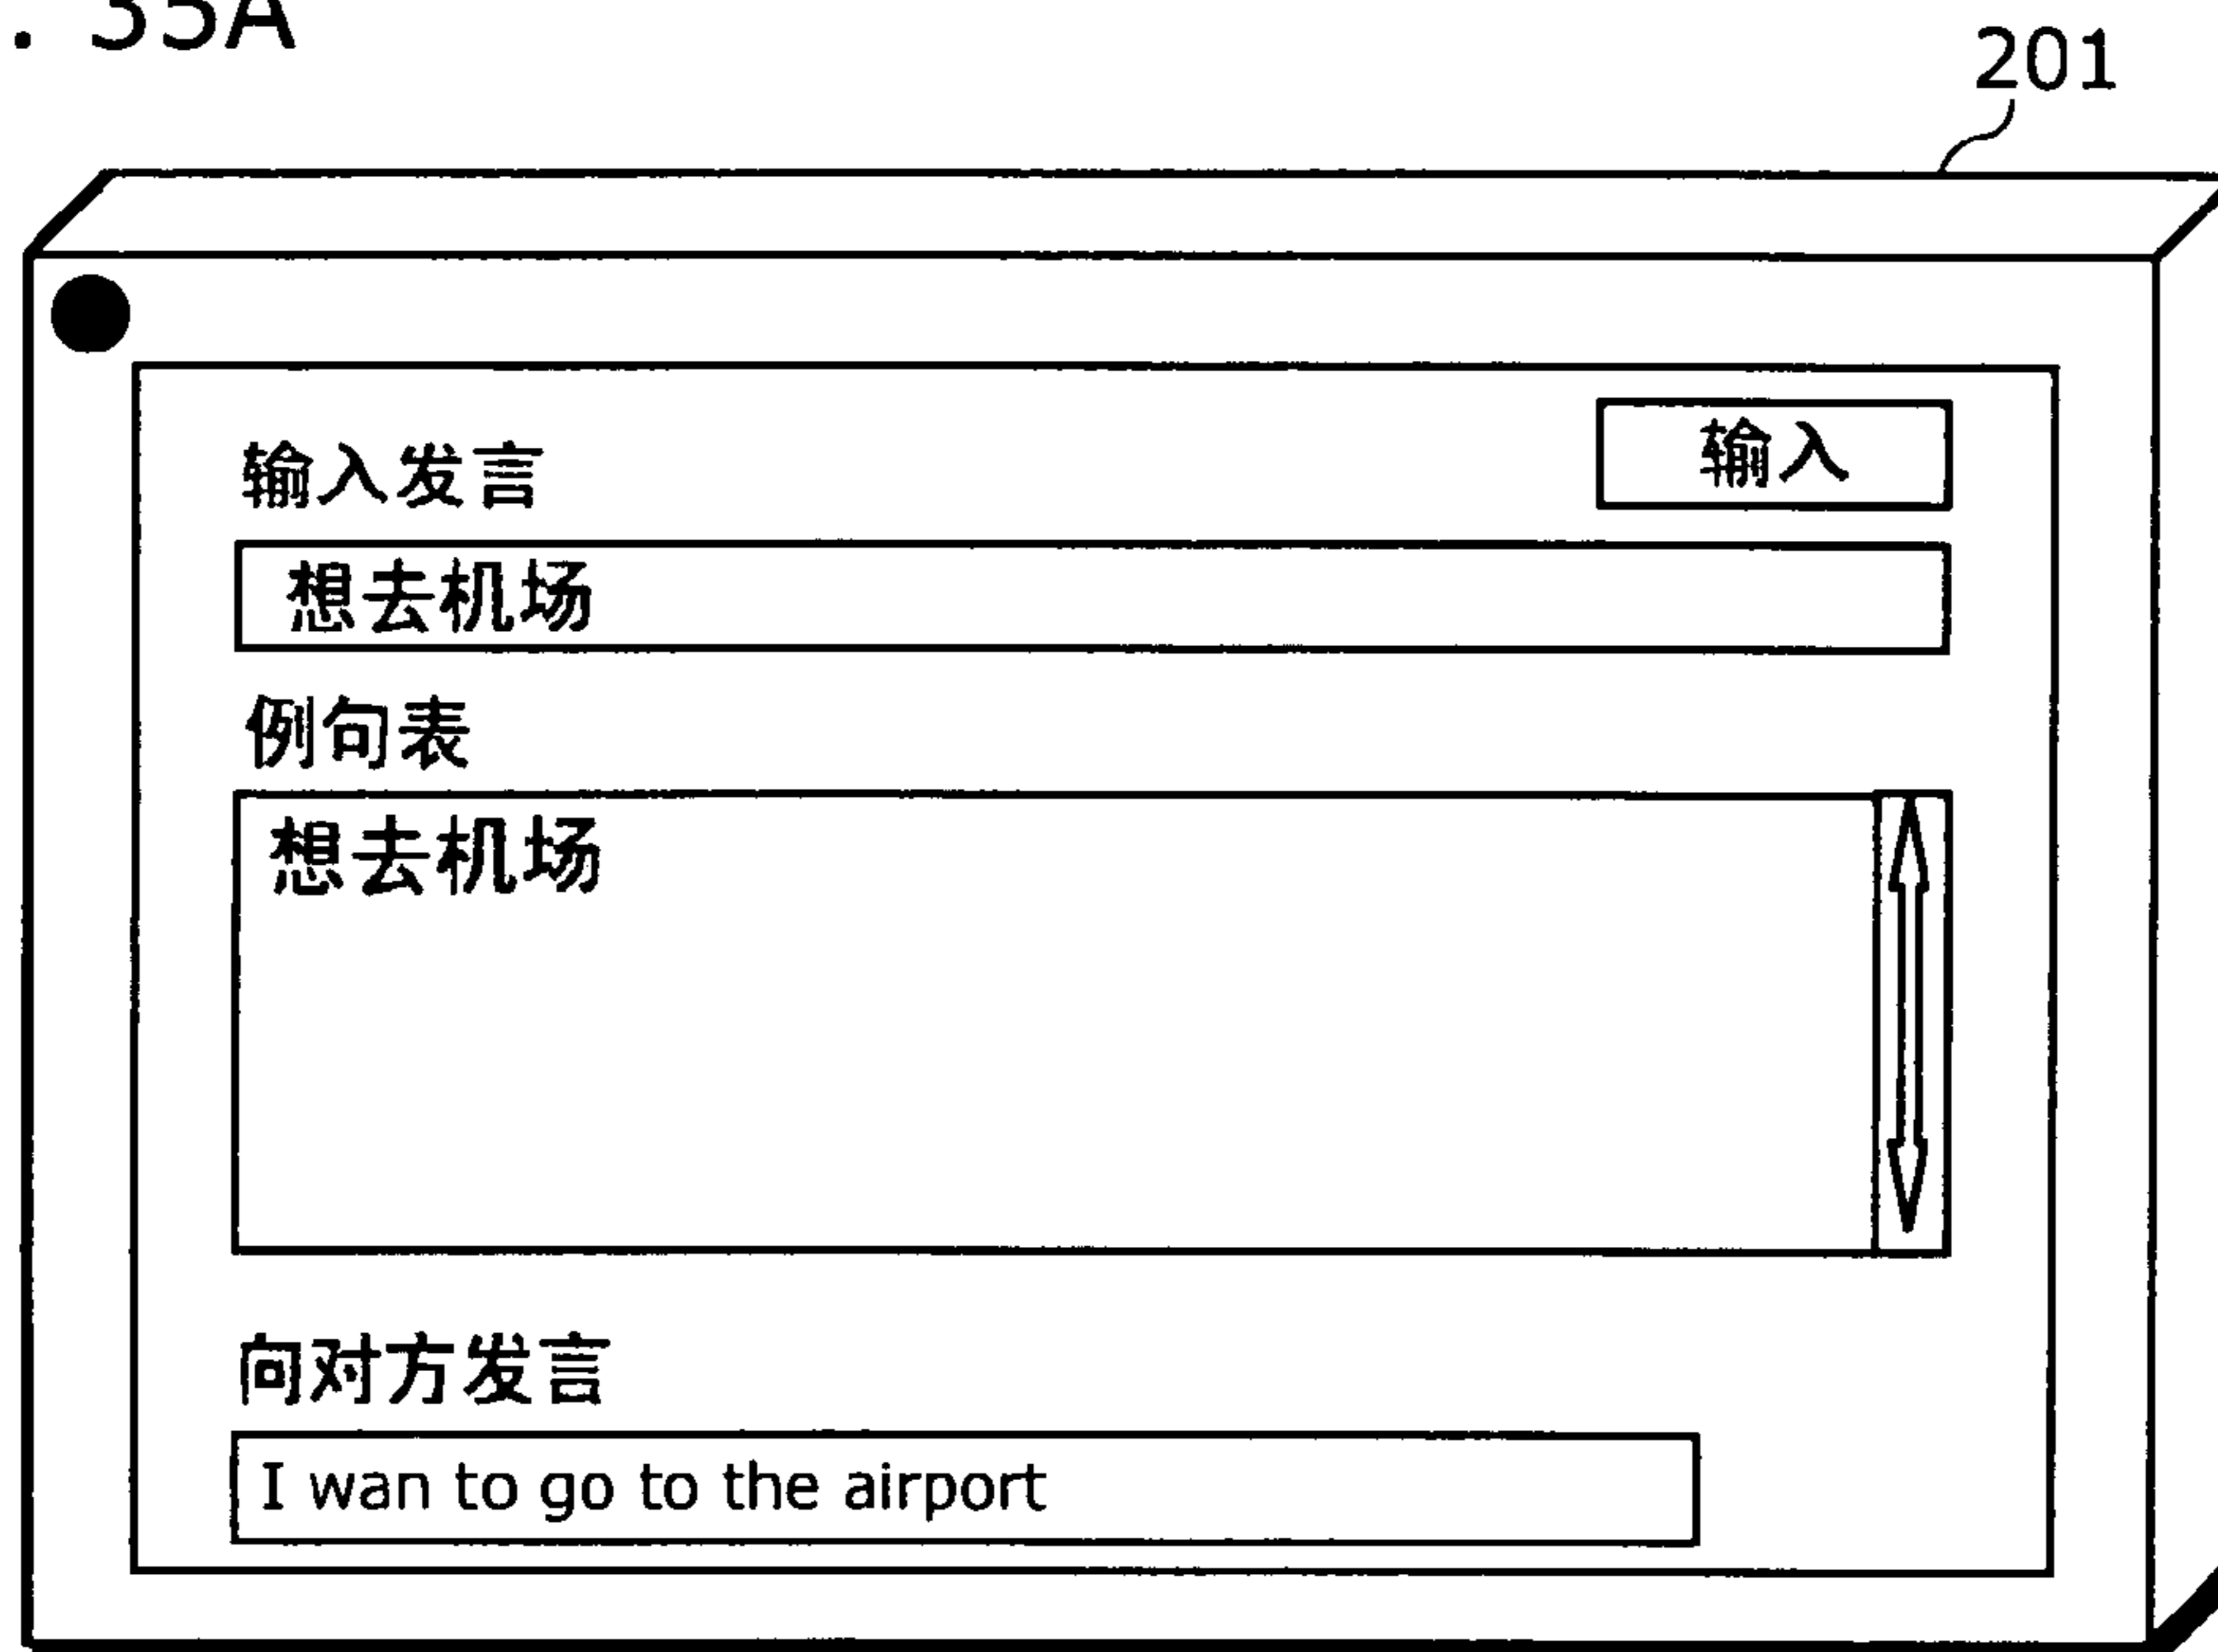 . 35A
201
输入发言
输入
想去机场
例句表
想去机场
向对方发言
I wan to go to the airport